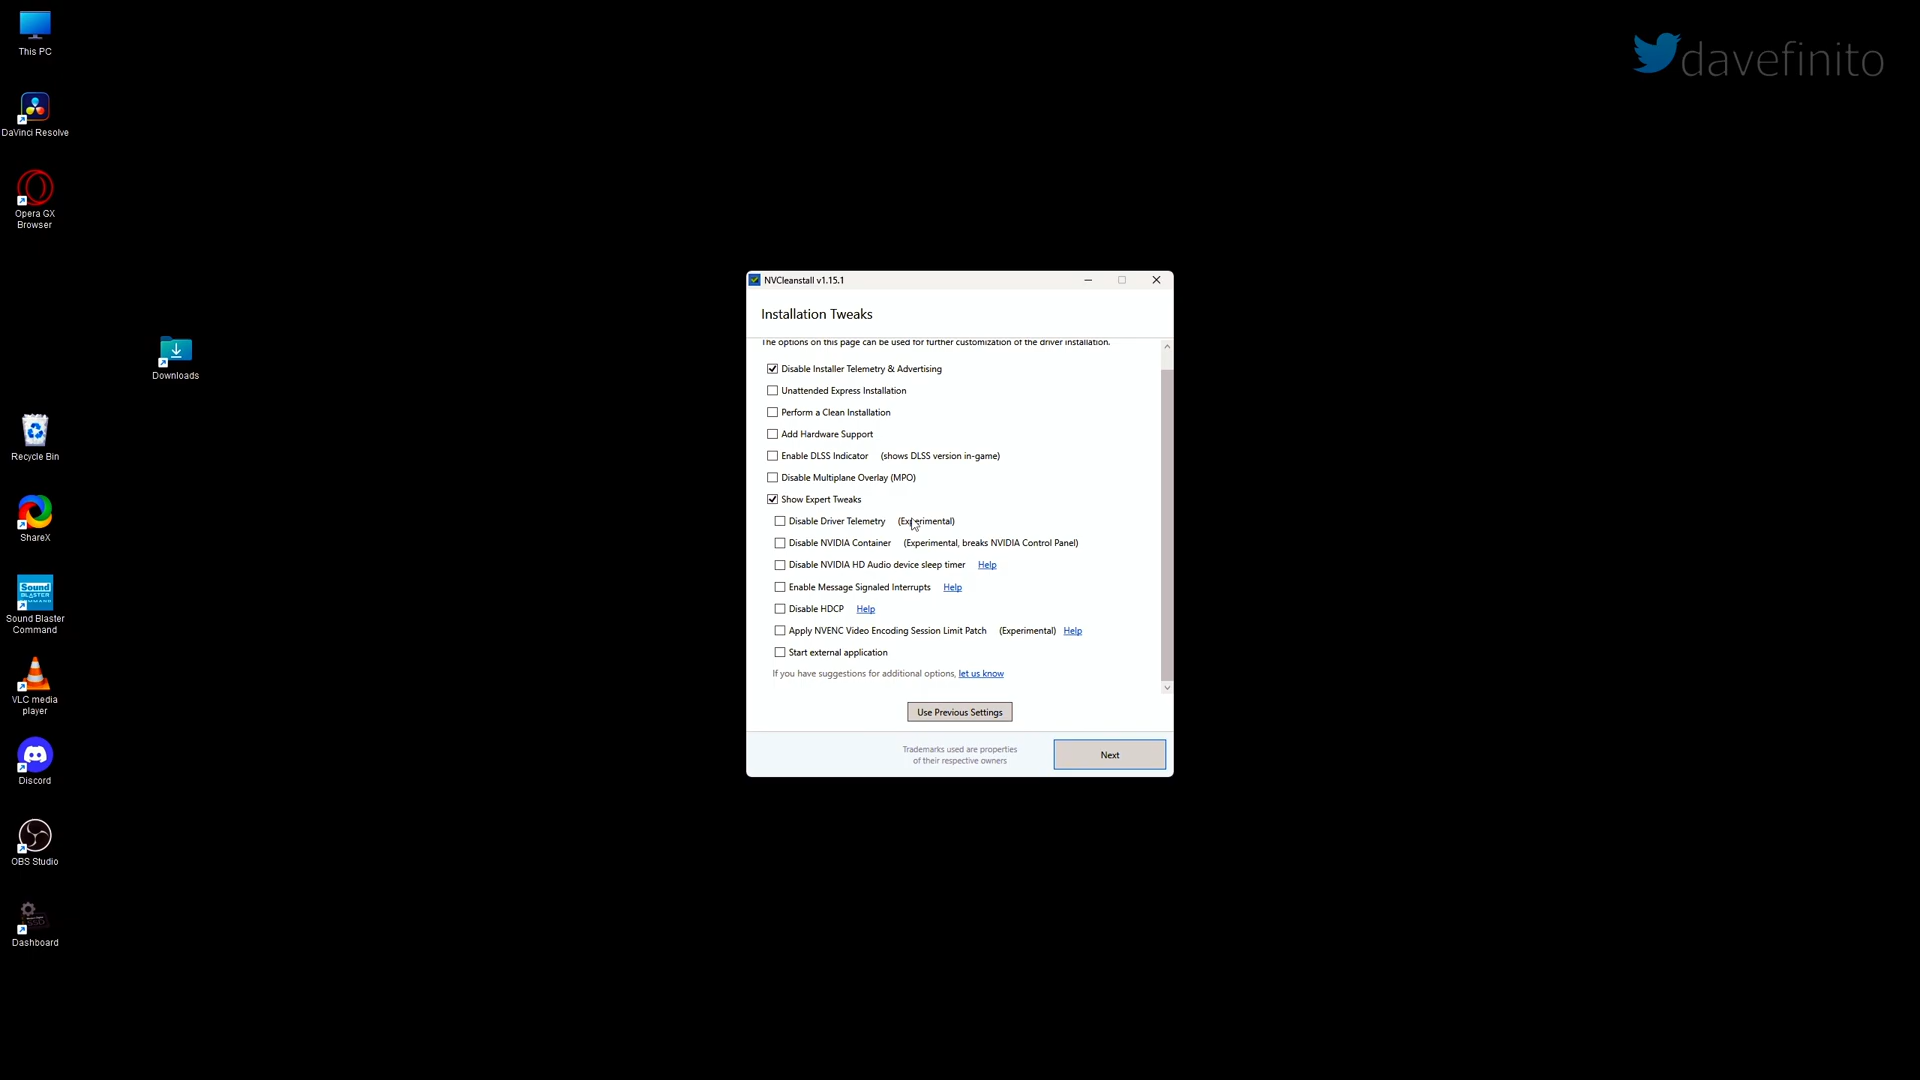 This PC
DaVinci Resolve
Opera GX
Browser
Downloads
Recycle Bin
ShareX
Sound
BLASTER
Sound Blaster
Command
VLC media
player
Discord
OBS Studio
Dashboard
davefinito
NVCleanstall v1.15.1
Installation Tweaks
The options on this page can be used for further customization of the driver installation.
Disable Installer Telemetry & Advertising
Unattended Express Installation
Perform a Clean Installation
Add Hardware Support
Enable DLSS Indicator (shows DLSS version in-game)
Disable Multiplane Overlay (MPO)
Show Expert Tweaks
Disable Driver Telemetry (Experimental)
Disable NVIDIA Container (Experimental, breaks NVIDIA Control Panel)
Disable NVIDIA HD Audio device sleep timer Help
Enable Message Signaled Interrupts Help
Disable HDCP Help
Apply NVENC Video Encoding Session Limit Patch (Experimental) Help
Start external application
If you have suggestions for additional options, let us know
Use Previous Settings
Trademarks used are properties
of their respective owners
Next